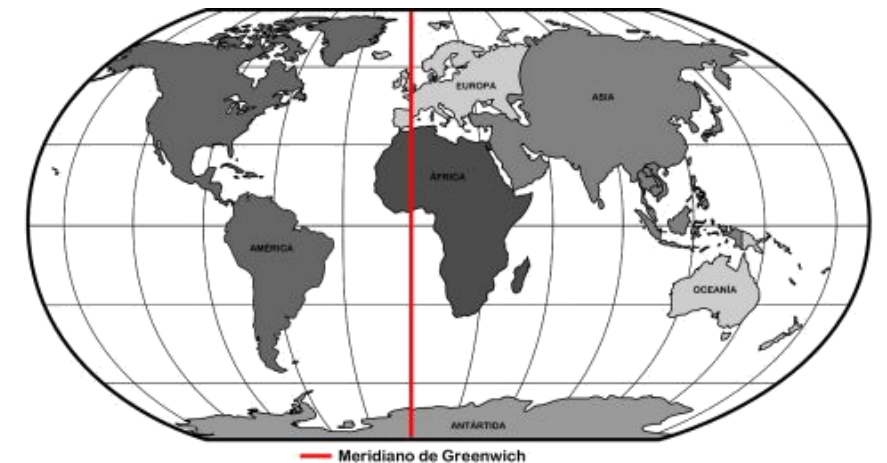 EUROPA
ASIA
ÁFRICA
AMÉRICA
OCEANÍA
ANTÁRTIDA
Meridiano de Greenwich